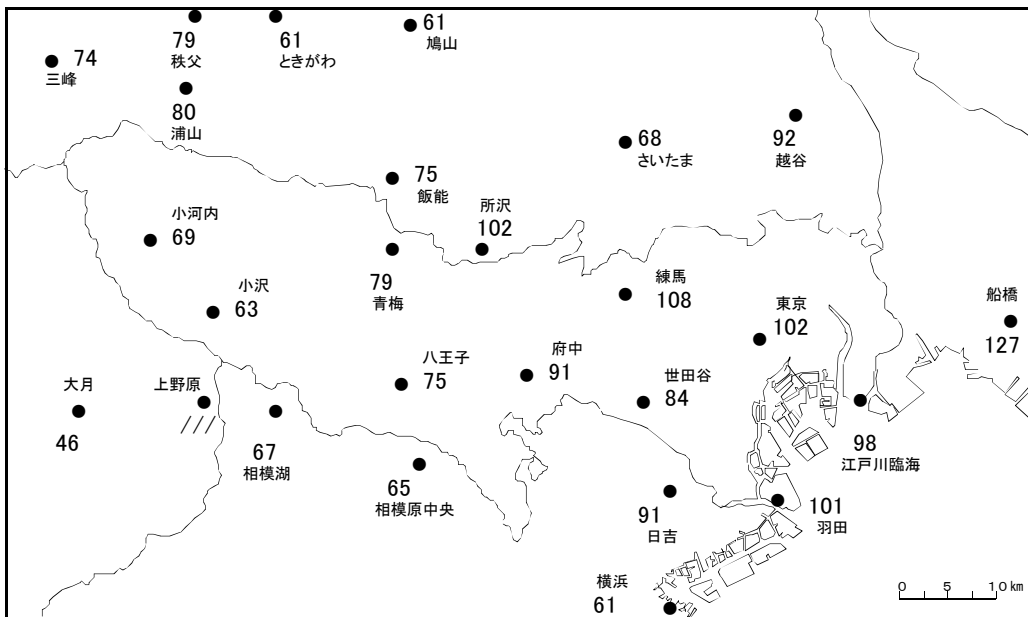 61
鳩山
79
秩父
61
ときがわ
74
三峰
80
浦山
68
さいたま
92
越谷
75
飯能
所沢
102
小河内
69
79
青梅
小沢
63
練馬
108
東京
102
船橋
127
八王子
75
府中
91
世田谷
84
大月
46
上野原
///
67
相模湖
65
相模原中央
98
江戸川臨海
91
日吉
101
羽田
横浜
61
0 5 10km